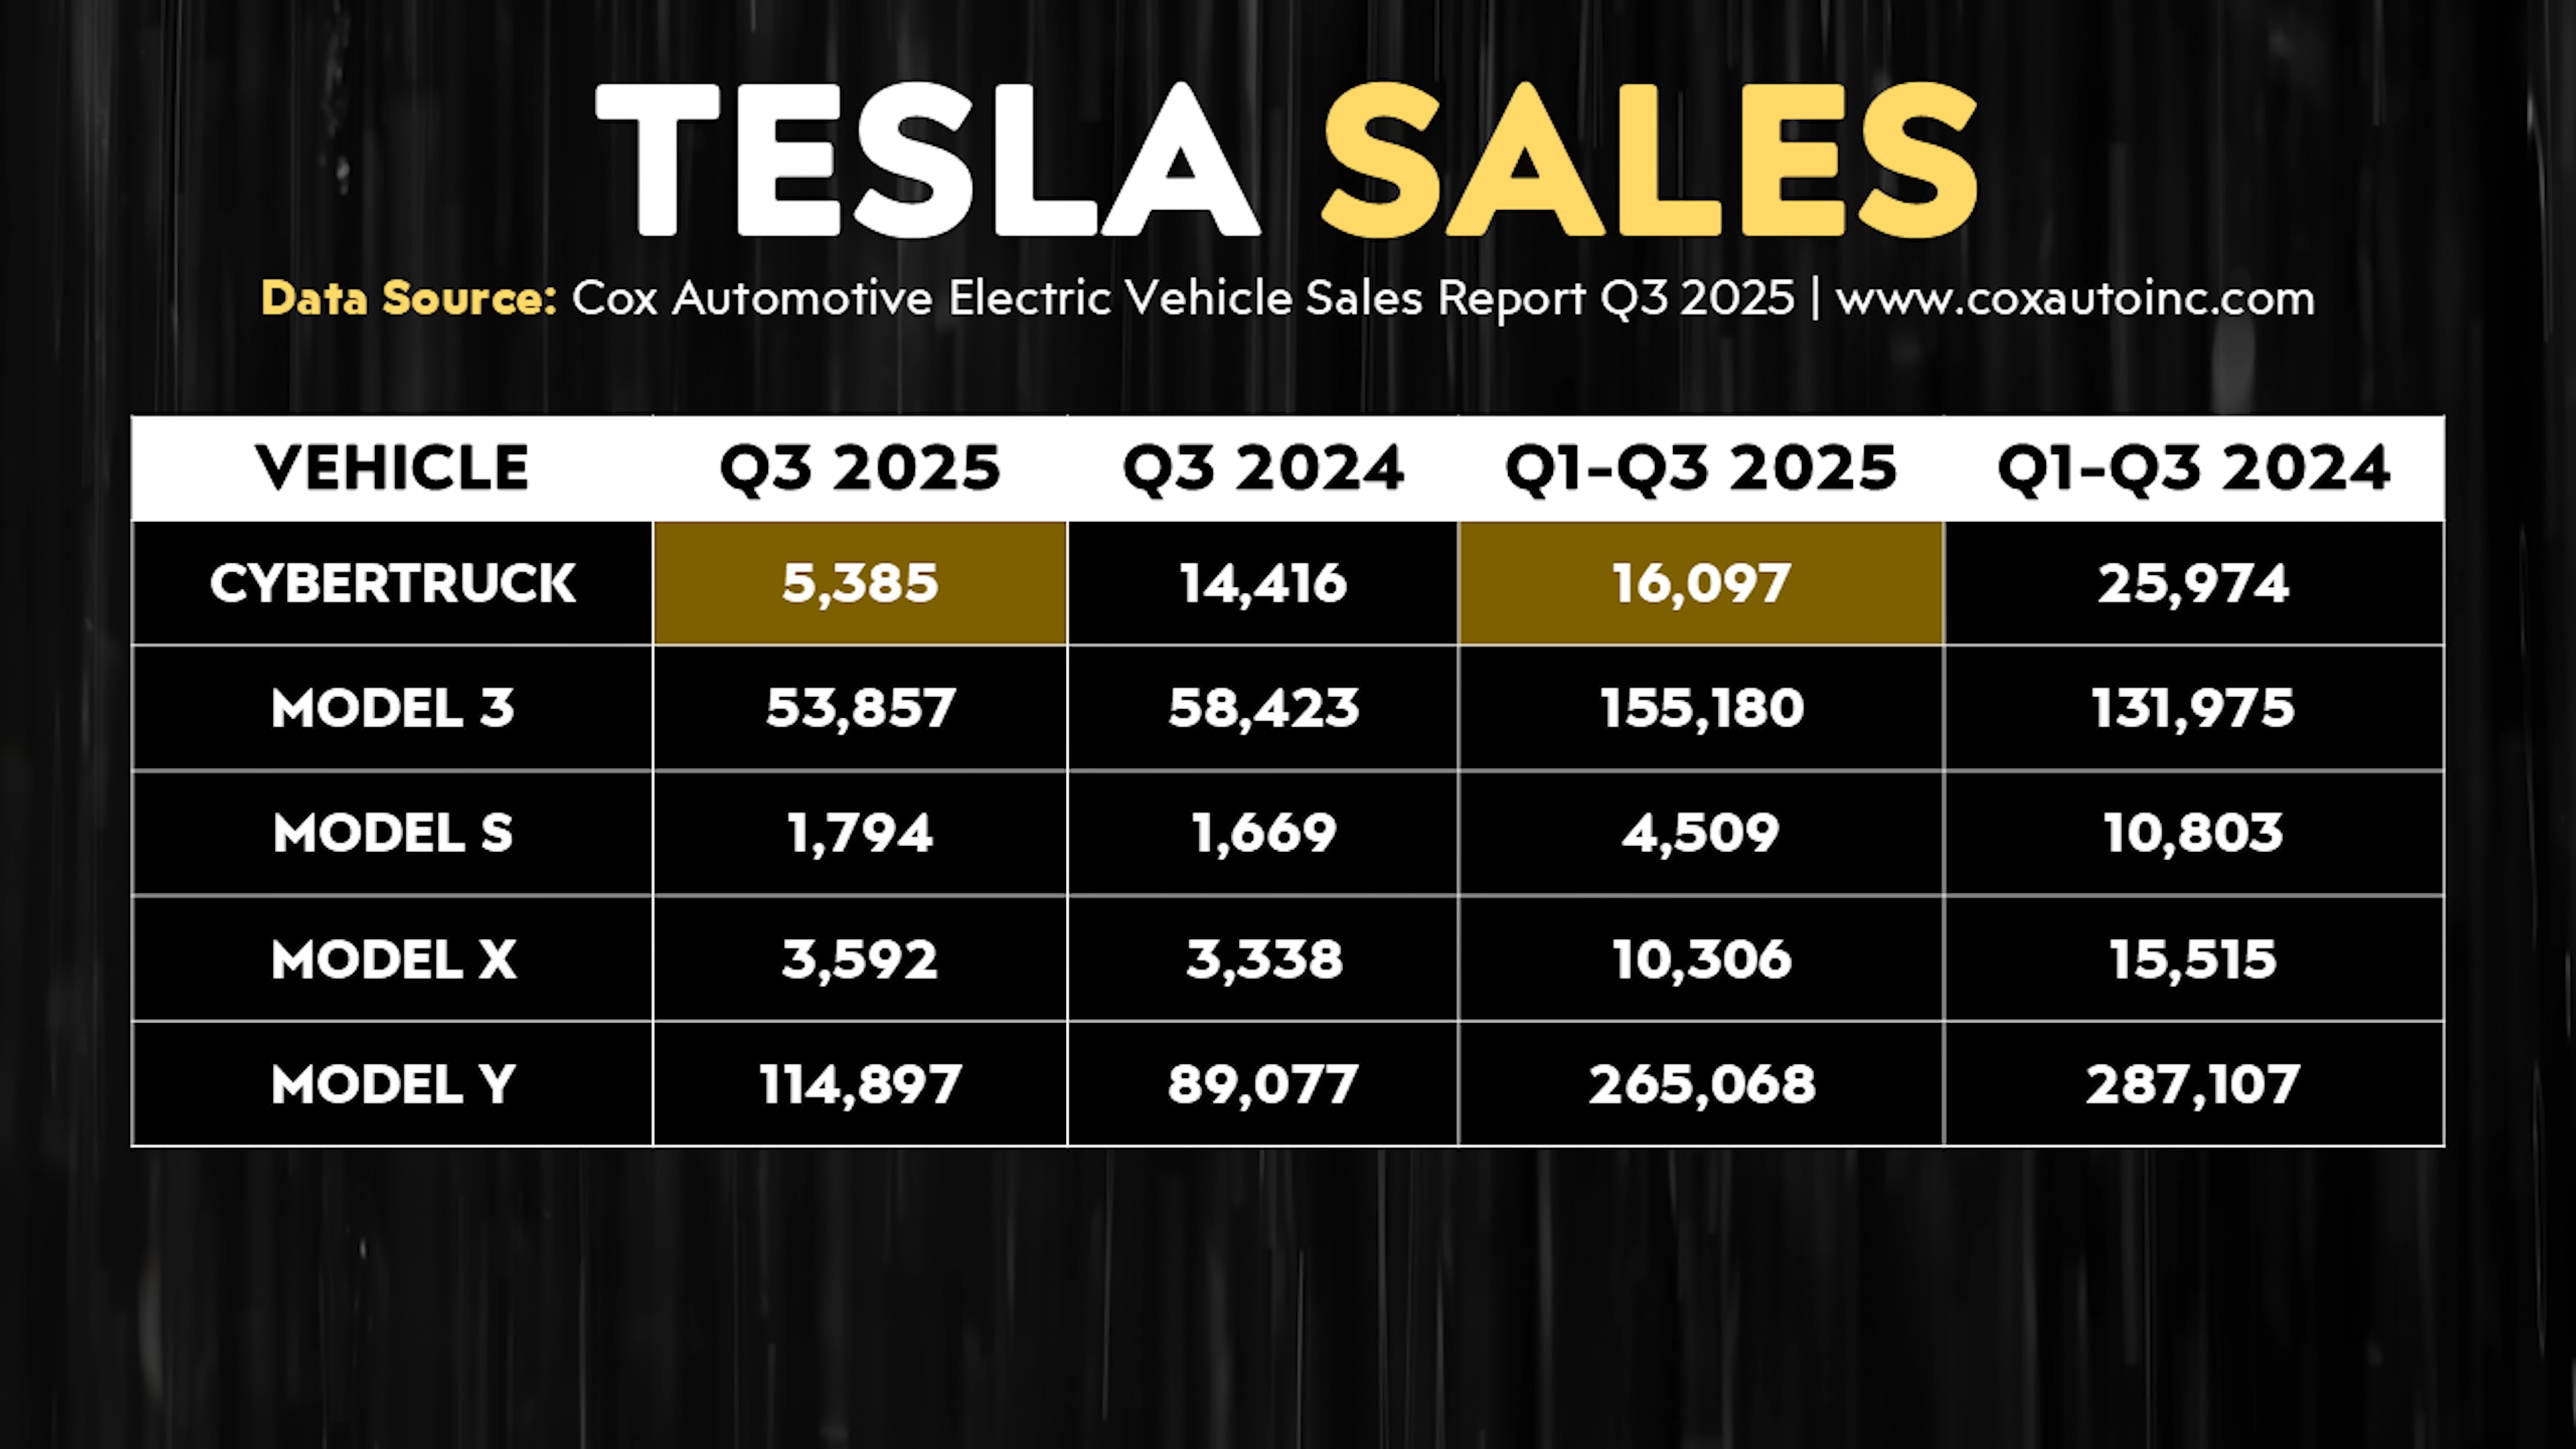 TESLA SALES
Data Source: Cox Automotive Electric Vehicle Sales Report Q3 2025 | www.coxautoinc.com
VEHICLE Q3 2025 Q3 2024 Q1-Q3 2025 Q1-Q3 2024
CYBERTRUCK 5,385 14,416 16,097 25,974
MODEL 3 53,857 58,423 155,180 131,975
MODEL S 1,794 1,669 4,509 10,803
MODEL X 3,592 3,338 10,306 15,515
MODEL Y 114,897 89,077 265,068 287,107